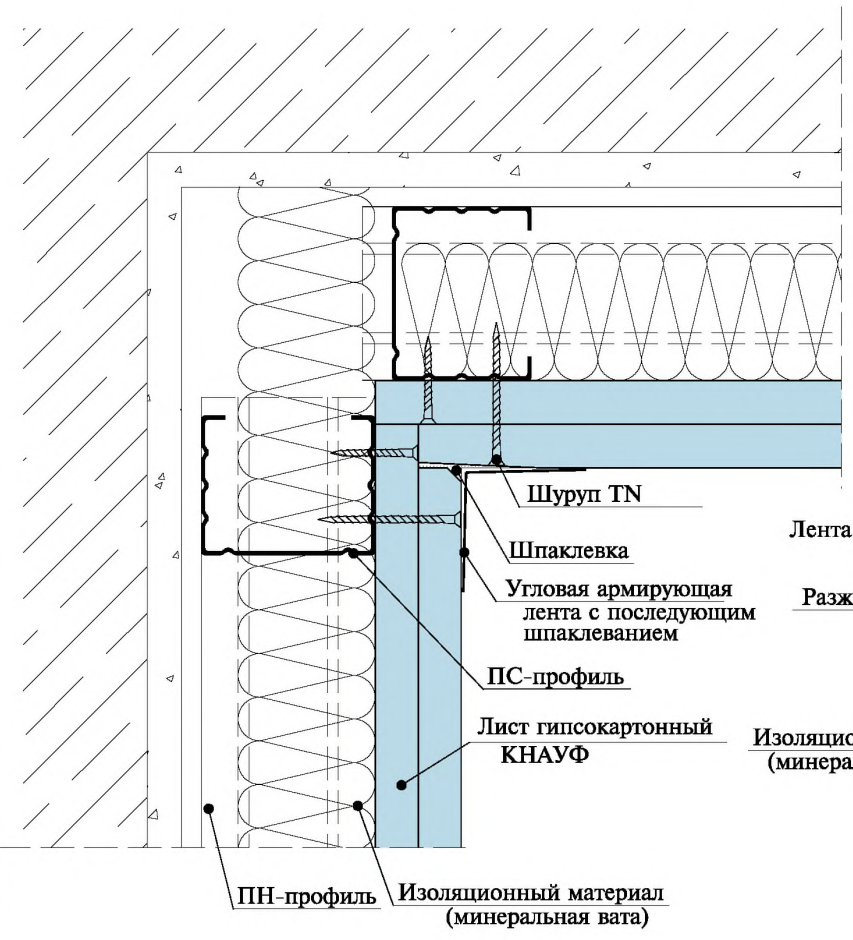 Шуруп TN
Лента
Шпаклевка
Угловая армирующая
лента с последующим
шпаклеванием
Разж
ПС-профиль
Лист гипсокартонный
КНАУФ
Изоляцио
(минера
ПН-профиль
Изоляционный материал
(минеральная вата)